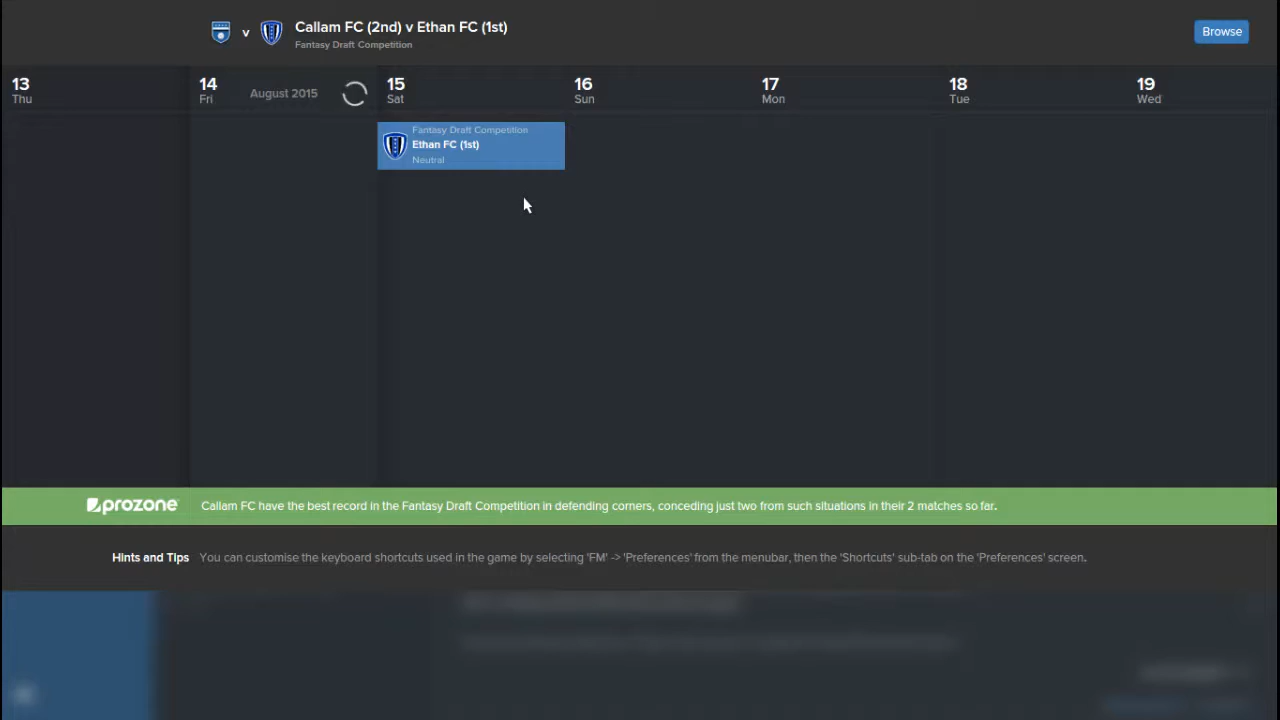 v
Callam FC (2nd) v Ethan FC (1st)
Fantasy Draft Competition
Browse
13
Thu
14
Fri
August 2015
15
Sat
16
Sun
17
Mon
18
Tue
19
Wed
Fantasy Draft Competition
Ethan FC (1st)
Neutral
prozone
Callam FC have the best record in the Fantasy Draft Competition in defending corners, conceding just two from such situations in their 2 matches so far.
Hints and Tips
You can customise the keyboard shortcuts used in the game by selecting 'FM' -> 'Preferences' from the menubar, then the 'Shortcuts' sub-tab on the 'Preferences' screen.